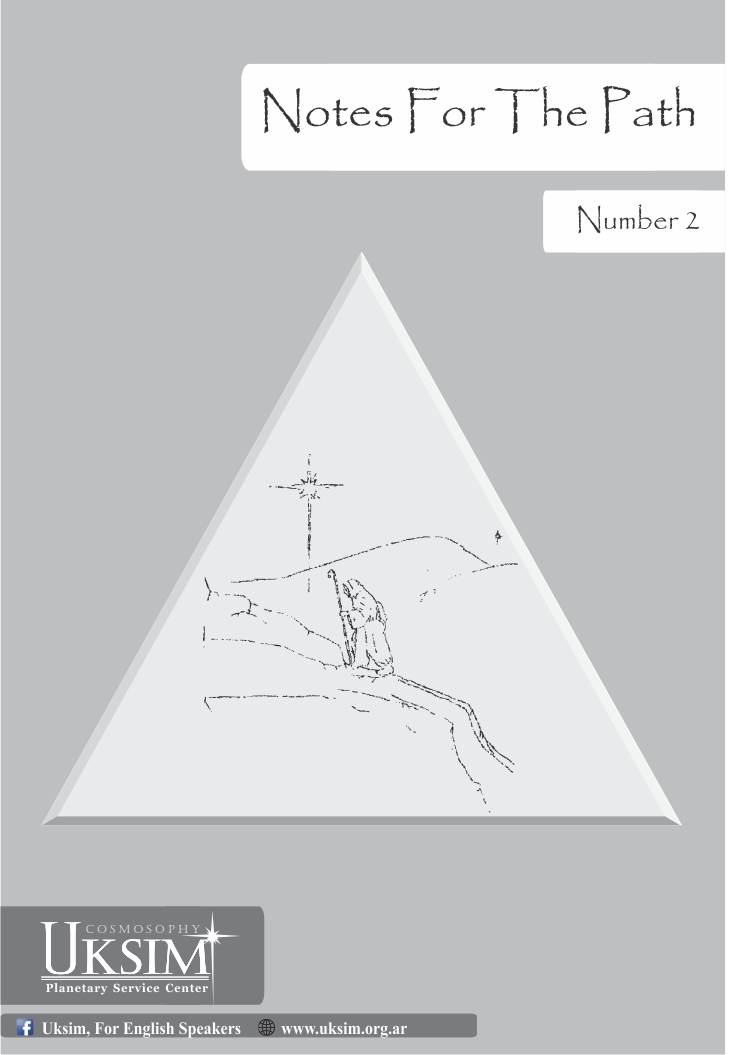 Notes For The Path
Number 2
COSMOSOPHY
UKSIM
Planetary Service Center
Uksim, For English Speakers www.uksim.org.ar